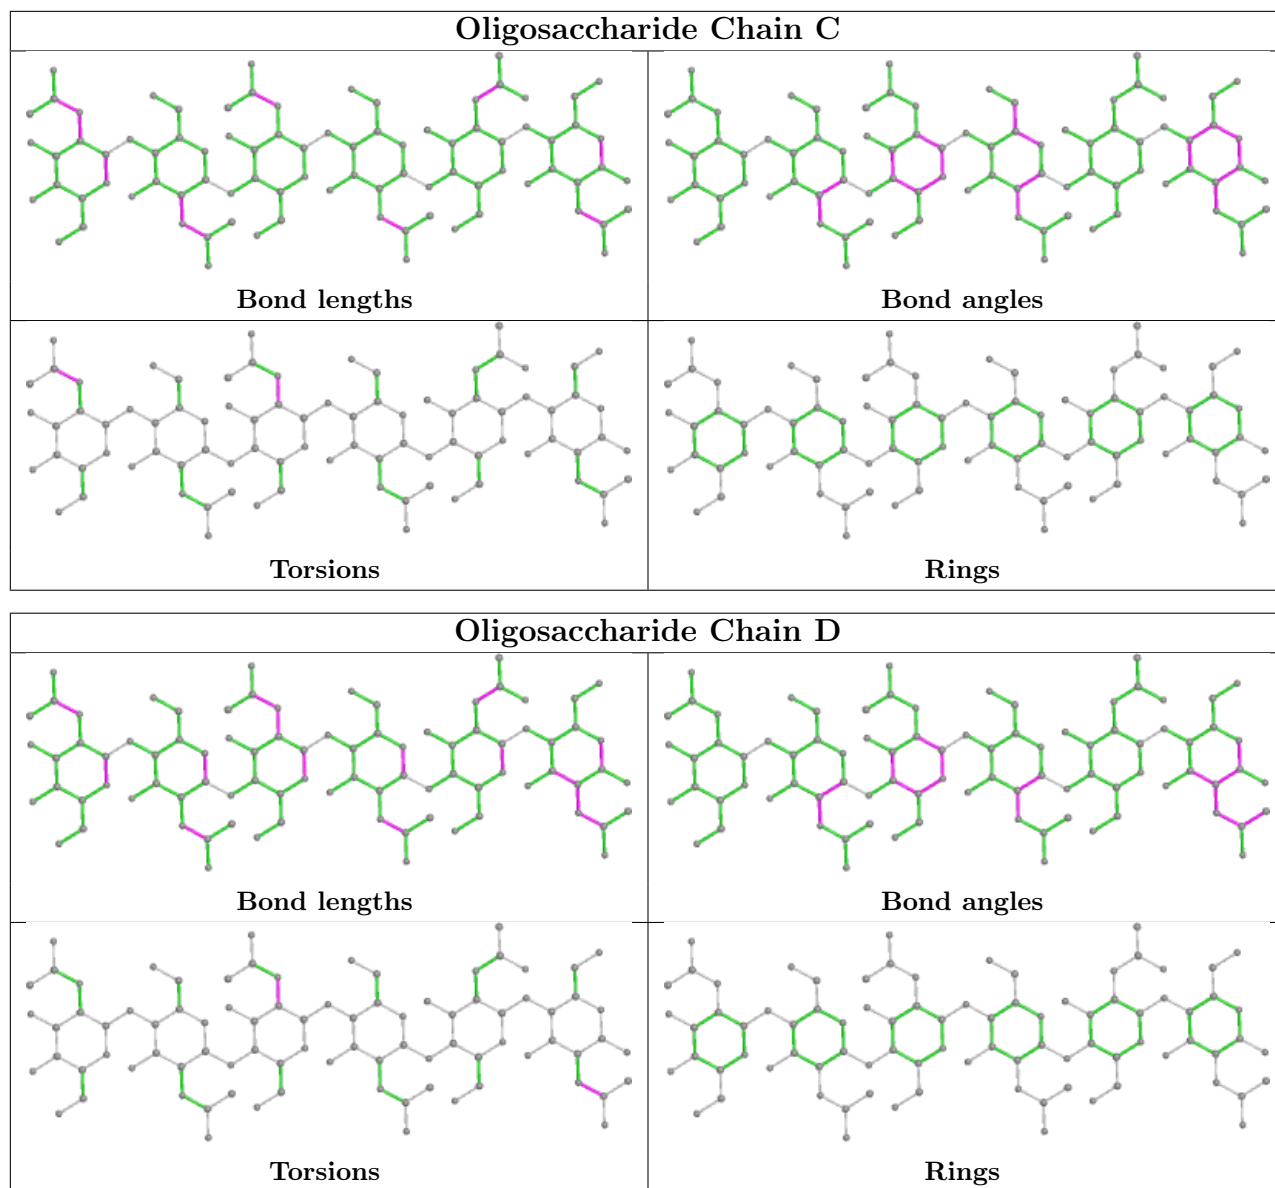 Oligosaccharide Chain C
Bond lengths
Bond angles
Torsions
Rings
Oligosaccharide Chain D
Bond lengths
Bond angles
Torsions
Rings